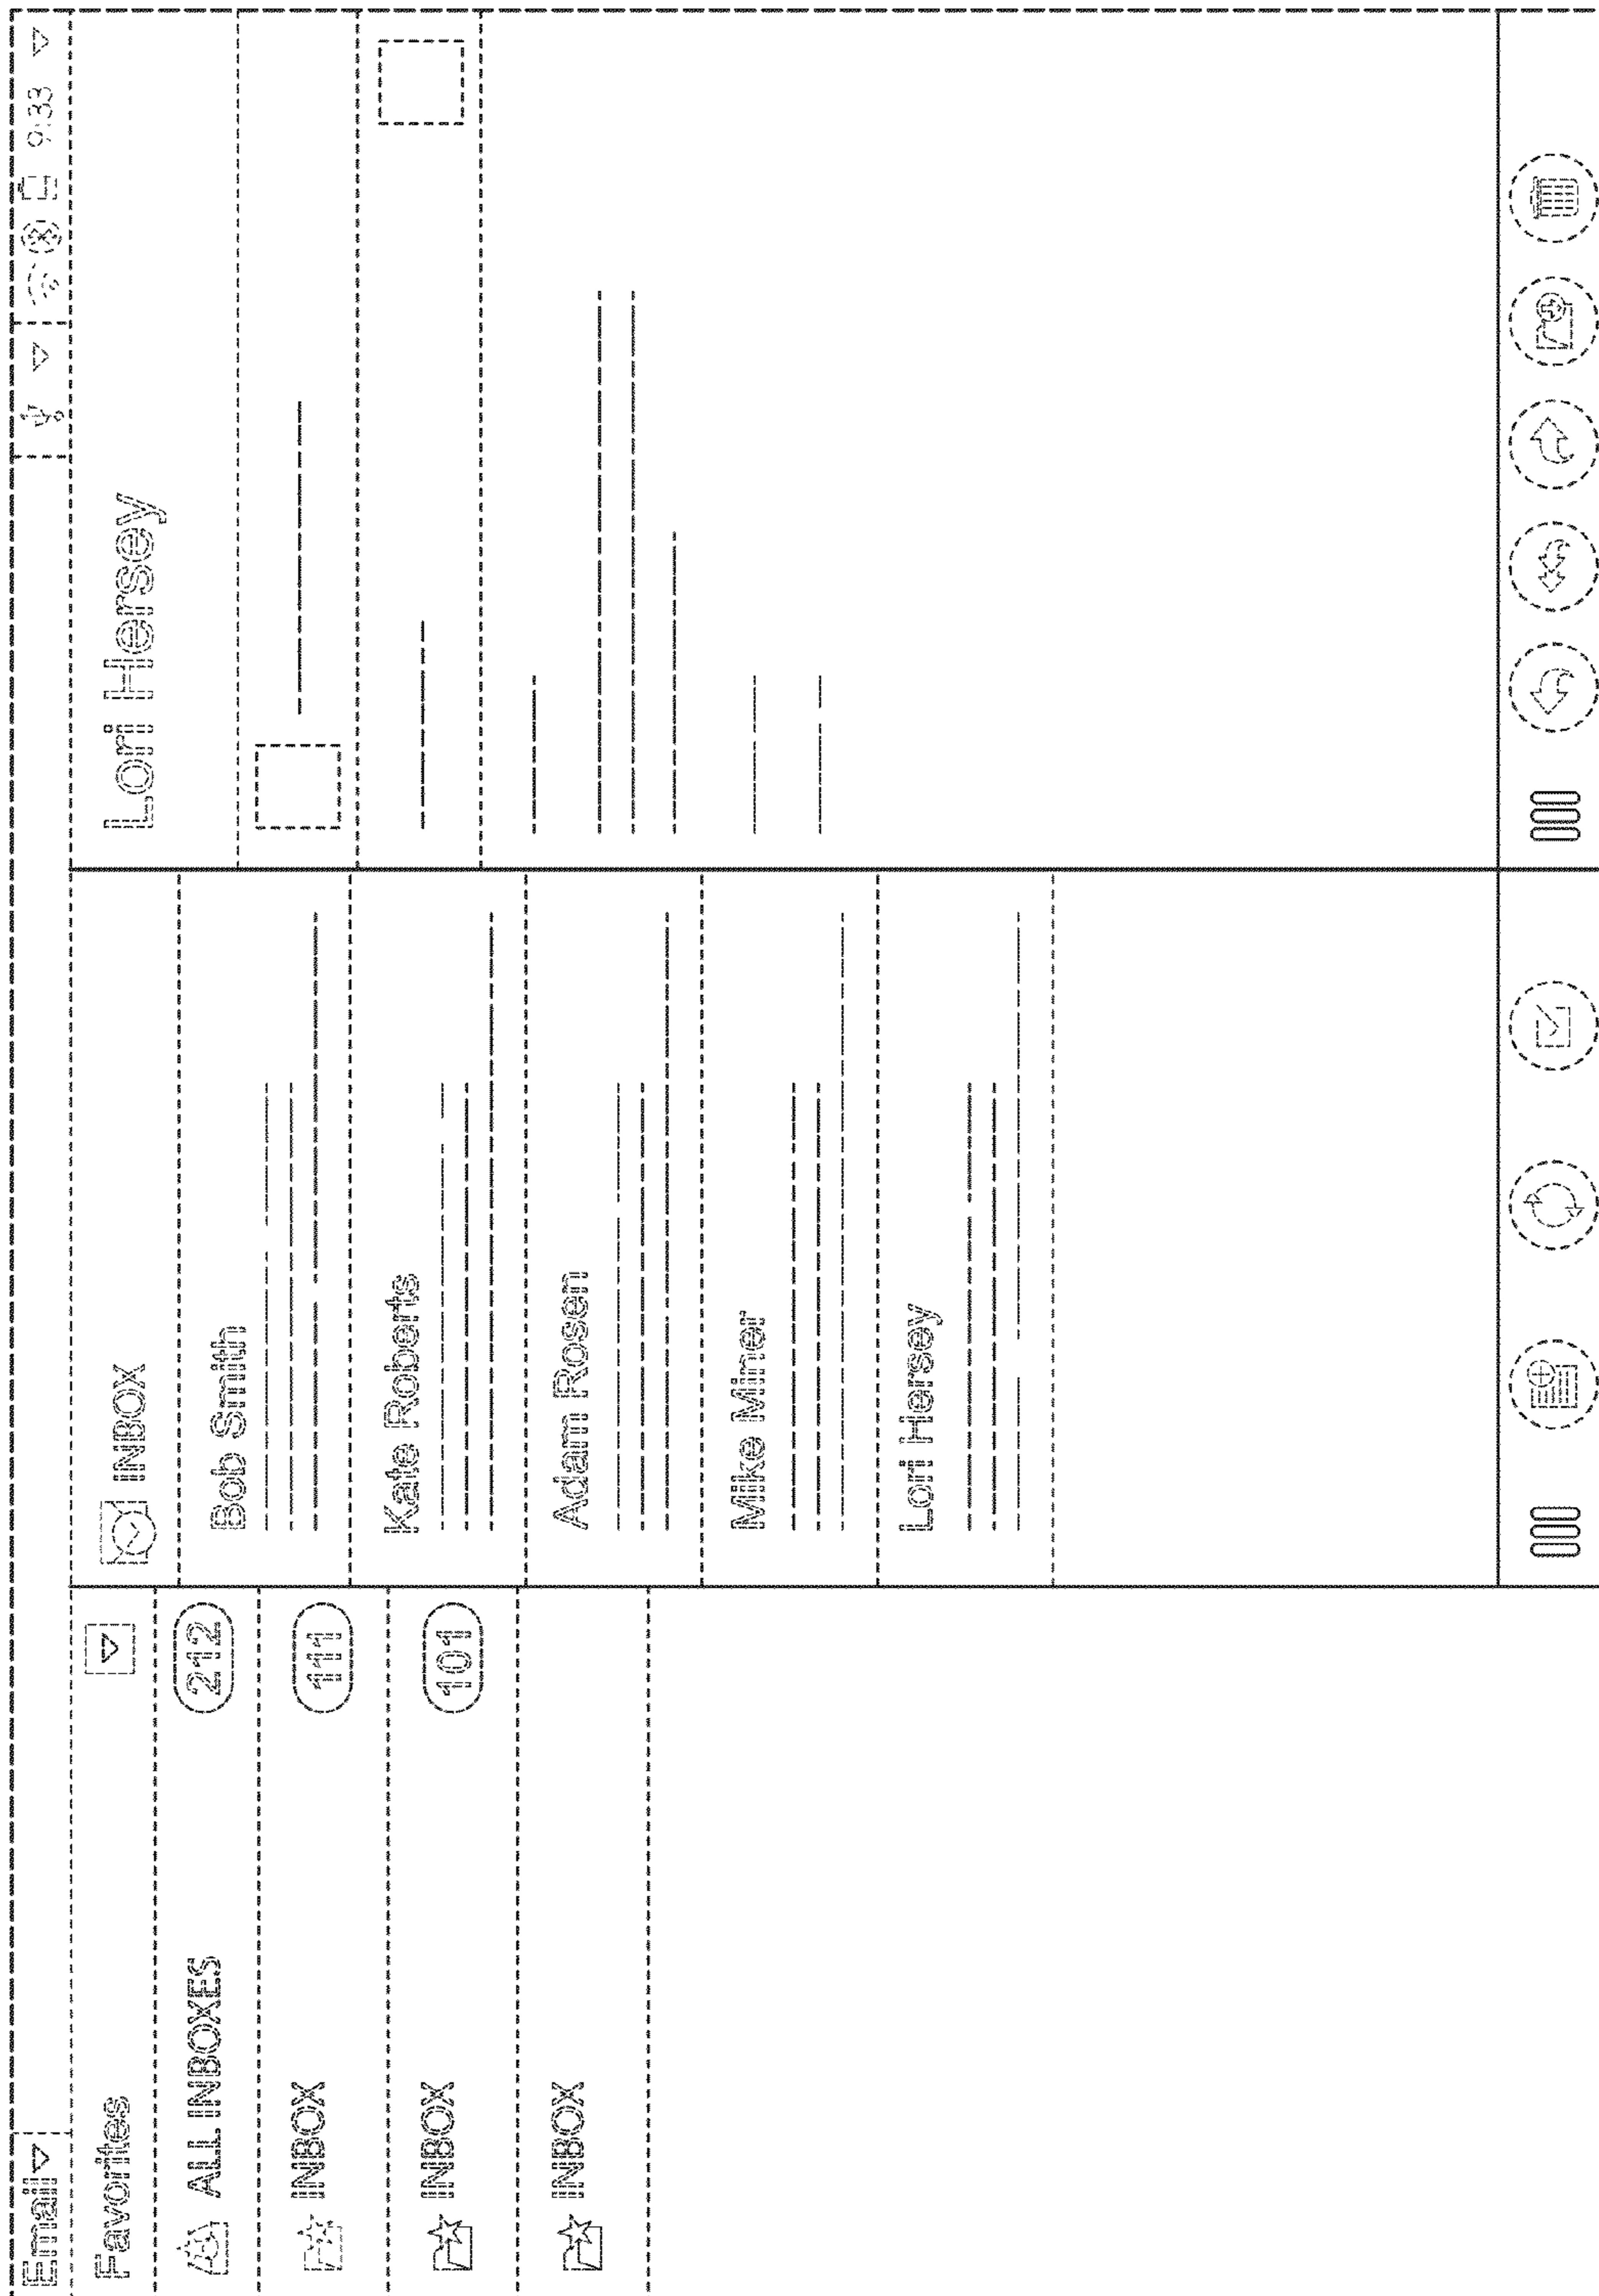 Email
9:33
Favorites
ALL INBOXES 212
INBOX 111
INBOX 101
INBOX
INBOX
Bob Smith
Kate Roberts
Adam Rosen
Mike Miner
Lori Hersey
Lori Hersey